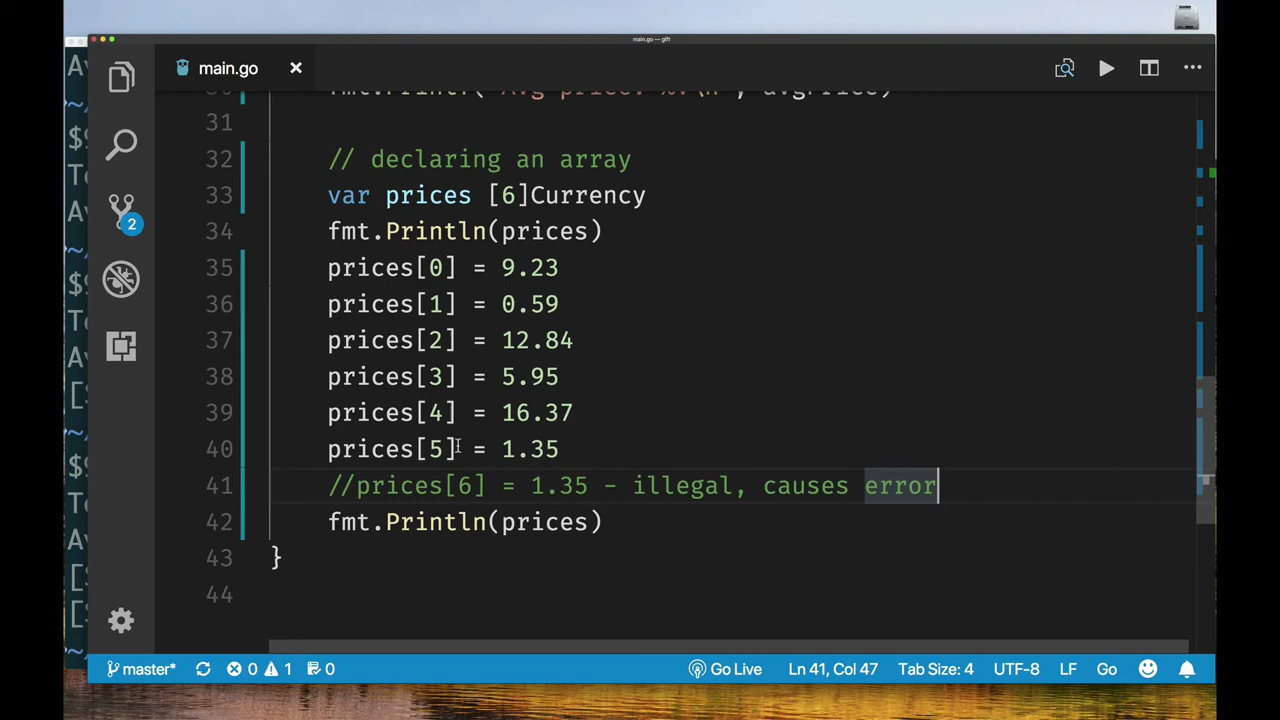 main.go — gift
main.go
31
32 // declaring an array
33 var prices [6]Currency
34 fmt.Println(prices)
35 prices[0] = 9.23
36 prices[1] = 0.59
37 prices[2] = 12.84
38 prices[3] = 5.95
39 prices[4] = 16.37
40 prices[5] = 1.35
41 //prices[6] = 1.35 - illegal, causes error
42 fmt.Println(prices)
43 }
44
2
master* 0 1 0 Go Live Ln 41, Col 47 Tab Size: 4 UTF-8 LF Go